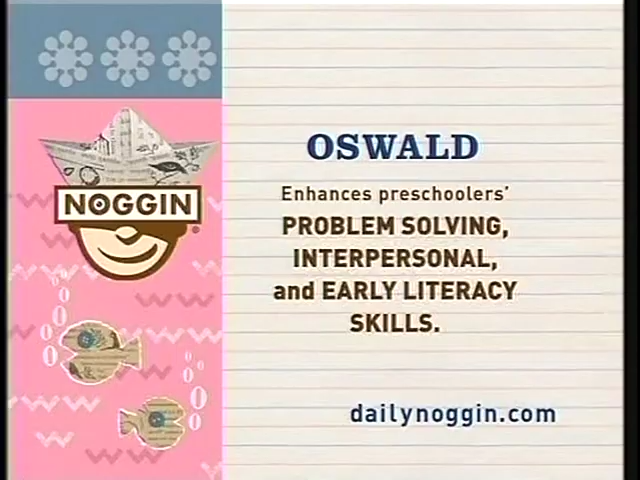 NOGGIN
OSWALD
Enhances preschoolers'
PROBLEM SOLVING,
INTERPERSONAL,
and EARLY LITERACY
SKILLS.
dailynoggin.com